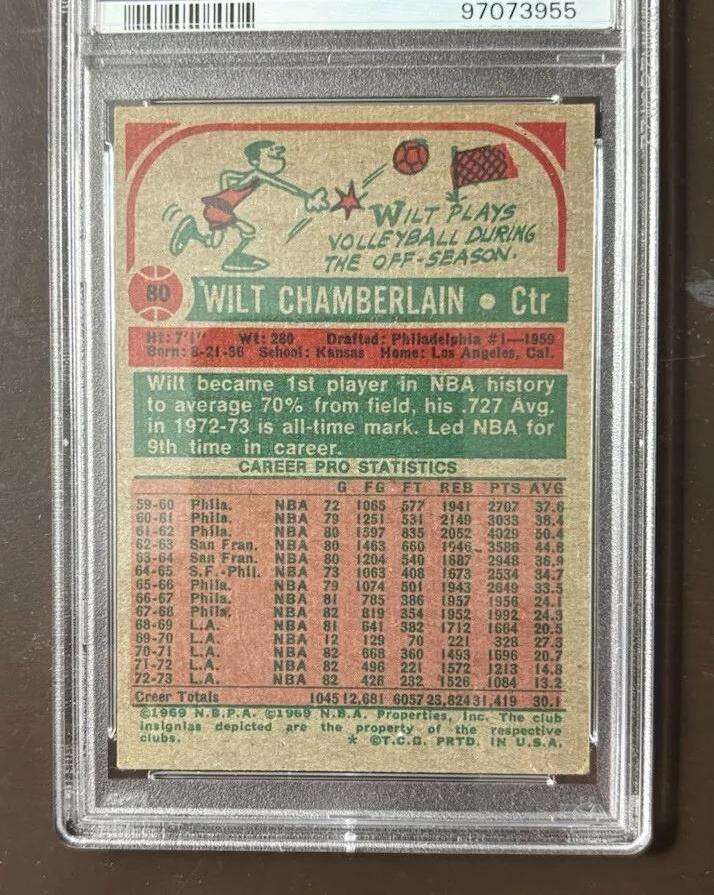 97073955
WILT PLAYS
VOLLEYBALL DURING
THE OFF-SEASON.
80 WILT CHAMBERLAIN • Ctr
Ht: 7'1" Wt: 280 Drafted: Philadelphia #1—1959
Born: 8-21-36 School: Kansas Home: Los Angeles, Cal.
Wilt became 1st player in NBA history
to average 70% from field, his .727 Avg.
in 1972-73 is all-time mark. Led NBA for
9th time in career.
CAREER PRO STATISTICS
G FG FT REB PTS AVG
59-60 Phila. NBA 72 1065 577 1941 2707 37.6
60-61 Phila. NBA 79 1251 531 2149 3033 38.4
61-62 Phila. NBA 80 1597 835 2052 4029 50.4
62-63 San Fran. NBA 80 1463 660 1946 3586 44.8
63-64 San Fran. NBA 80 1204 540 1887 2948 36.9
64-65 S.F.-Phil. NBA 73 1063 408 1673 2534 34.7
65-66 Phila. NBA 79 1074 501 1943 2649 33.5
66-67 Phila. NBA 81 785 386 1957 1956 24.1
67-68 Phila. NBA 82 819 354 1952 1992 24.3
68-69 L.A. NBA 81 641 382 1712 1664 20.5
69-70 L.A. NBA 12 129 70 221 328 27.3
70-71 L.A. NBA 82 668 360 1493 1696 20.7
71-72 L.A. NBA 82 496 221 1572 1213 14.8
72-73 L.A. NBA 82 426 232 1526 1084 13.2
Creer Totals 1045 12,681 6057 23,824 31,419 30.1
©1969 N.B.P.A. ©1969 N.B.A. Properties, Inc. The club
insignias depicted are the property of the respective
clubs. * ©T.C.G. PRTD. IN U.S.A.